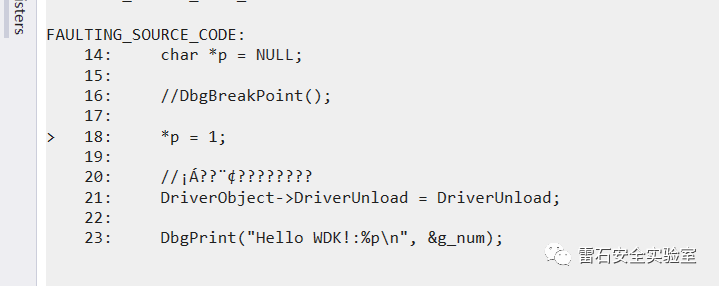 isters
FAULTING_SOURCE_CODE:
14: char *p = NULL;
15:
16: //DbgBreakPoint();
17:
> 18: *p = 1;
19:
20: //¡Á??¨¢????????
21: DriverObject->DriverUnload = DriverUnload;
22:
23: DbgPrint("Hello WDK!:%p\n", &g_num);
雷石安全实验室